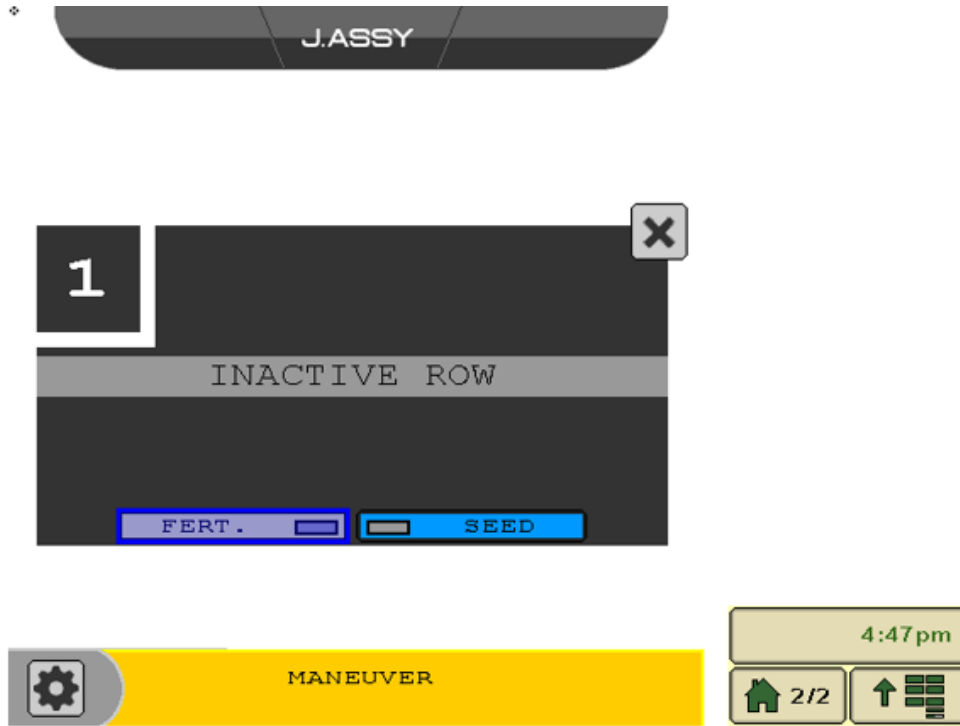 J.ASSY
1
INACTIVE ROW
FERT.
SEED
MANEUVER
4:47pm
2/2